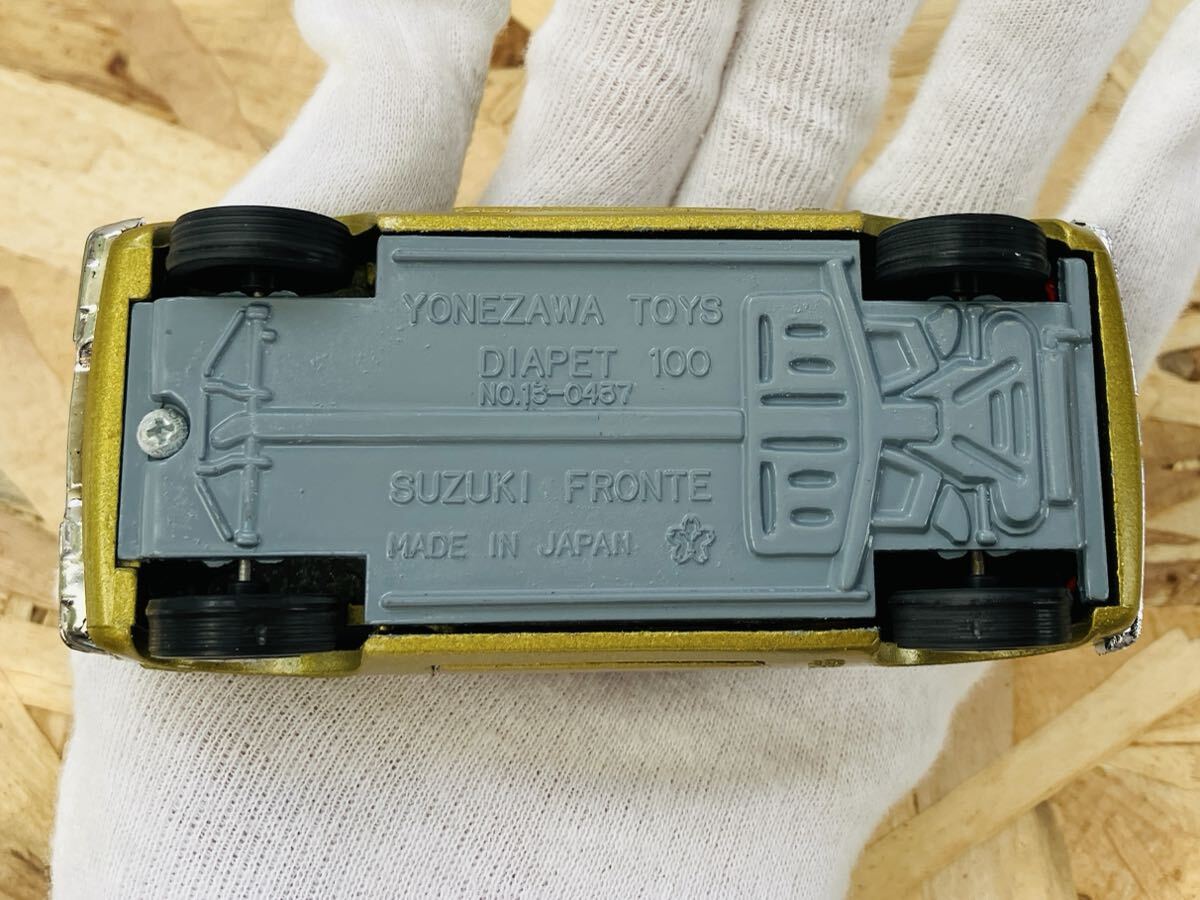 YONEZAWA TOYS
DIAPET 100
NO.13-0437
SUZUKI FRONTE
MADE IN JAPAN